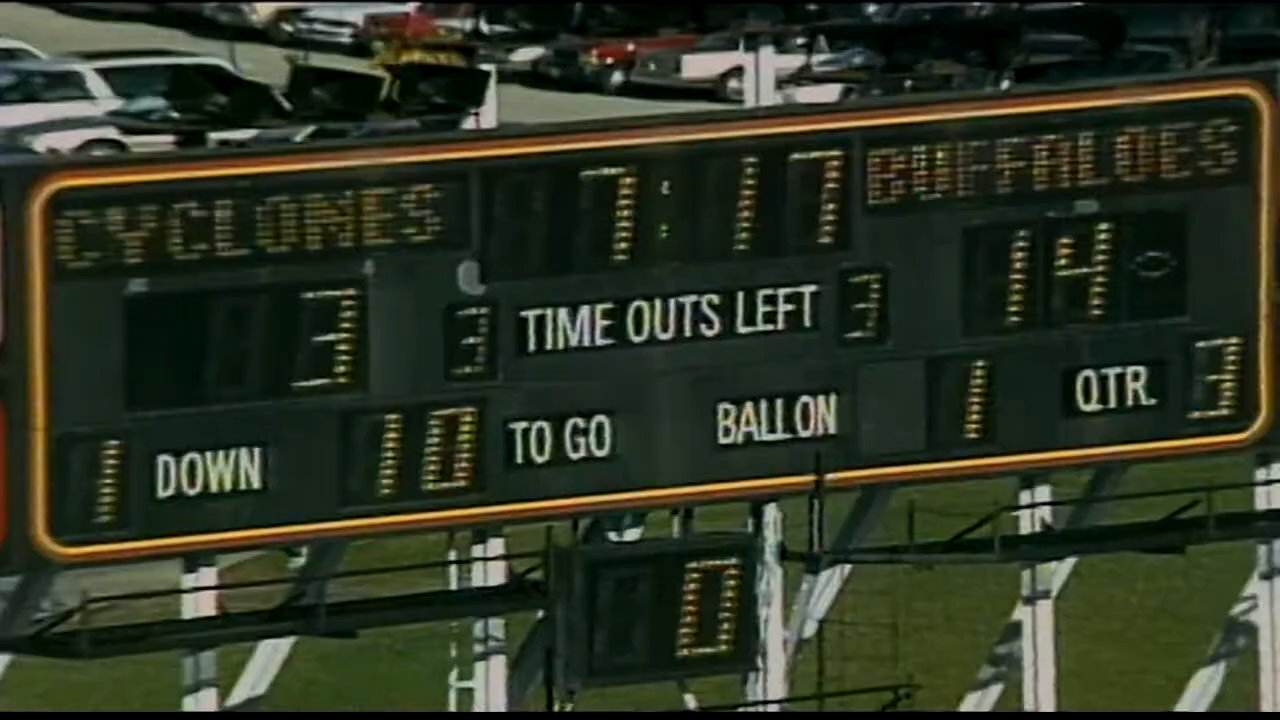 CYCLONES 7:17 BUFFALOES
3 3 TIME OUTS LEFT 3 14
1 DOWN 10 TO GO BALL ON 1 QTR. 3
0